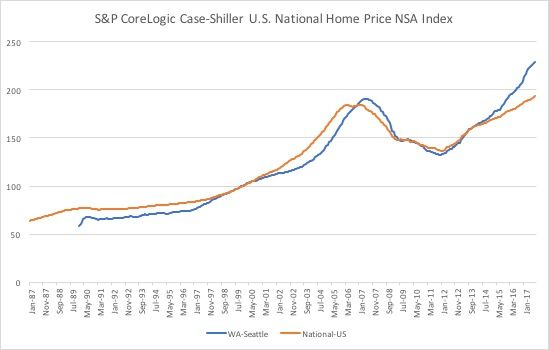 S&P CoreLogic Case-Shiller U.S. National Home Price NSA Index
250
200
150
100
50
0
Jan-87
Nov-87
Sep-88
Jul-89
May-90
Mar-91
Jan-92
Nov-92
Sep-93
Jul-94
May-95
Mar-96
Jan-97
Nov-97
Sep-98
Jul-99
May-00
Mar-01
Jan-02
Nov-02
Sep-03
Jul-04
May-05
Mar-06
Jan-07
Nov-07
Sep-08
Jul-09
May-10
Mar-11
Jan-12
Nov-12
Sep-13
Jul-14
May-15
Mar-16
Jan-17
WA-Seattle
National-US